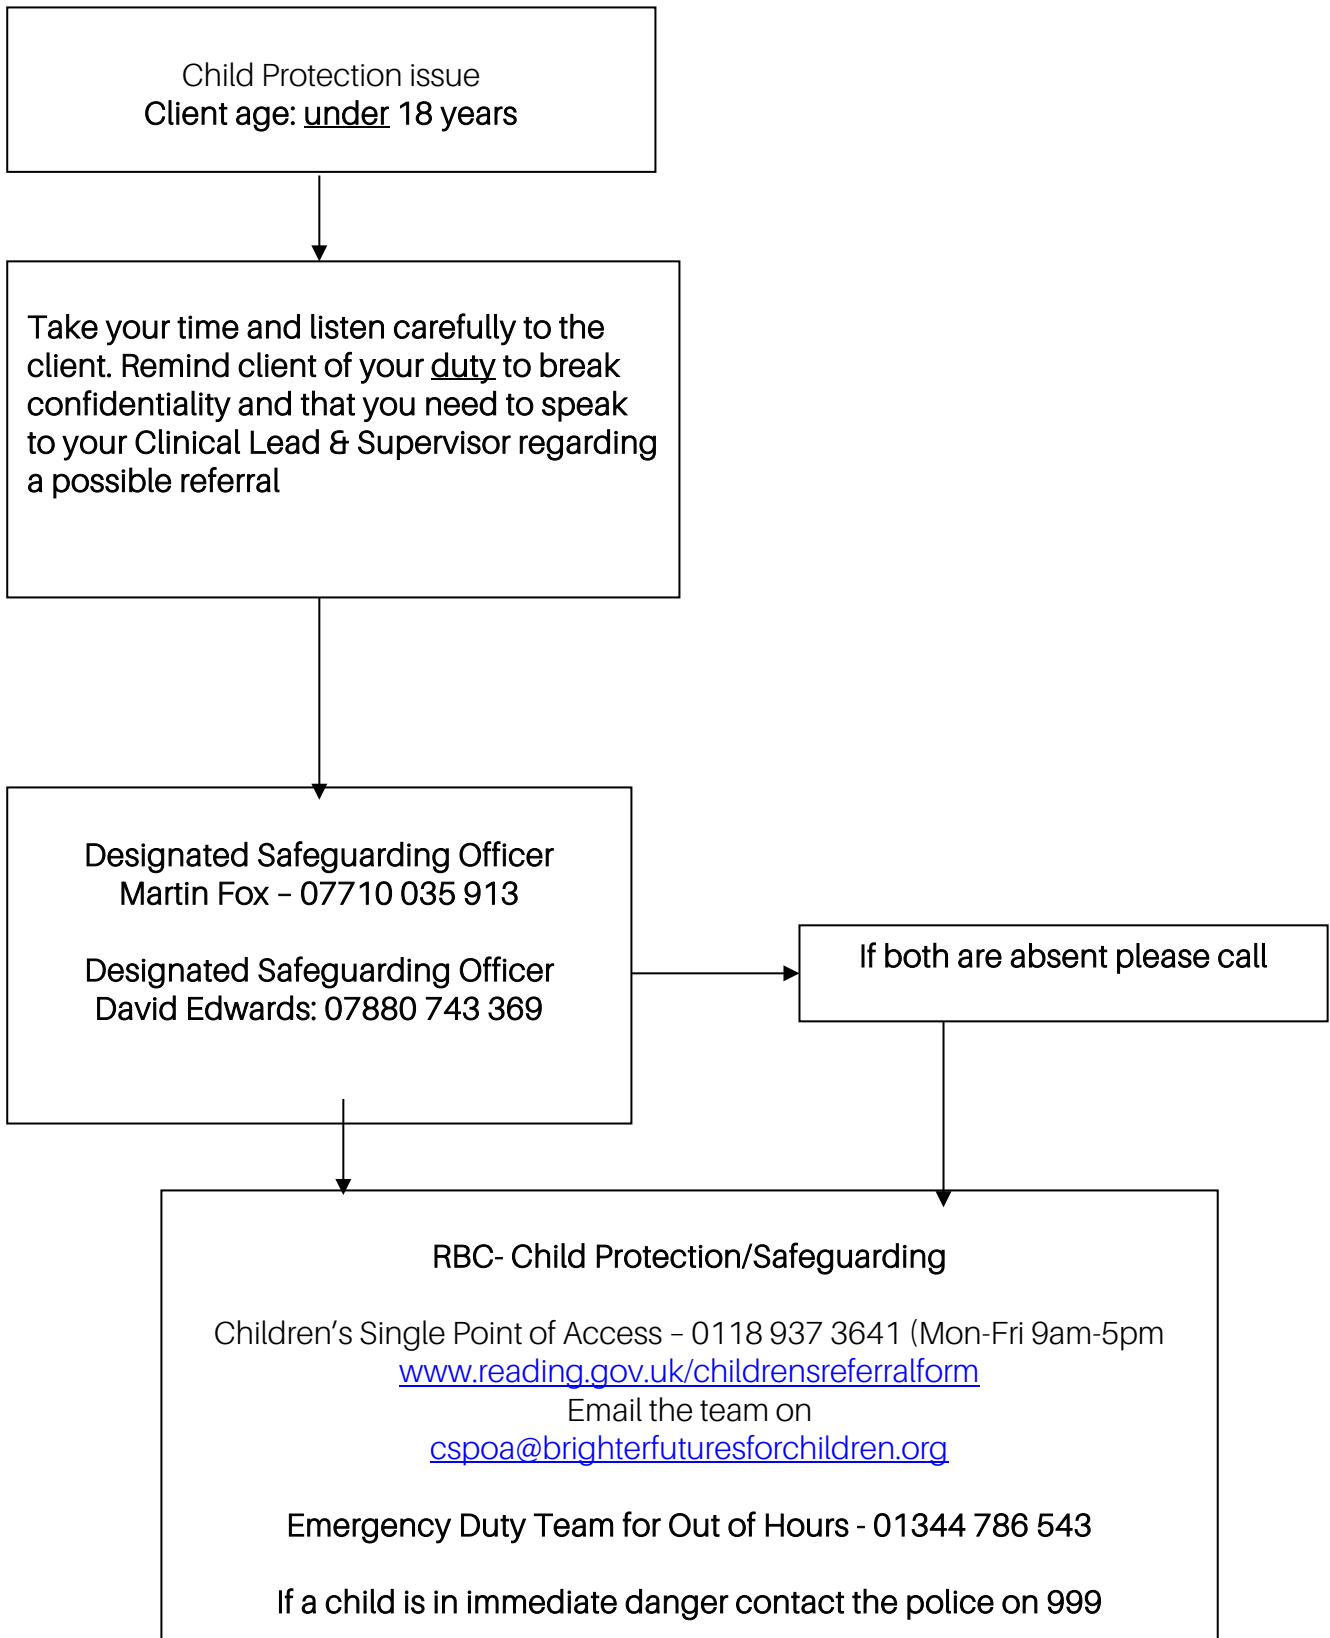 Child Protection issue
Client age: under 18 years
Take your time and listen carefully to the
client. Remind client of your duty to break
confidentiality and that you need to speak
to your Clinical Lead & Supervisor regarding
a possible referral
Designated Safeguarding Officer
Martin Fox – 07710 035 913
Designated Safeguarding Officer
David Edwards: 07880 743 369
If both are absent please call
RBC- Child Protection/Safeguarding
Children’s Single Point of Access – 0118 937 3641 (Mon-Fri 9am-5pm
www.reading.gov.uk/childrensreferralform
Email the team on
cspoa@brighterfuturesforchildren.org
Emergency Duty Team for Out of Hours - 01344 786 543
If a child is in immediate danger contact the police on 999